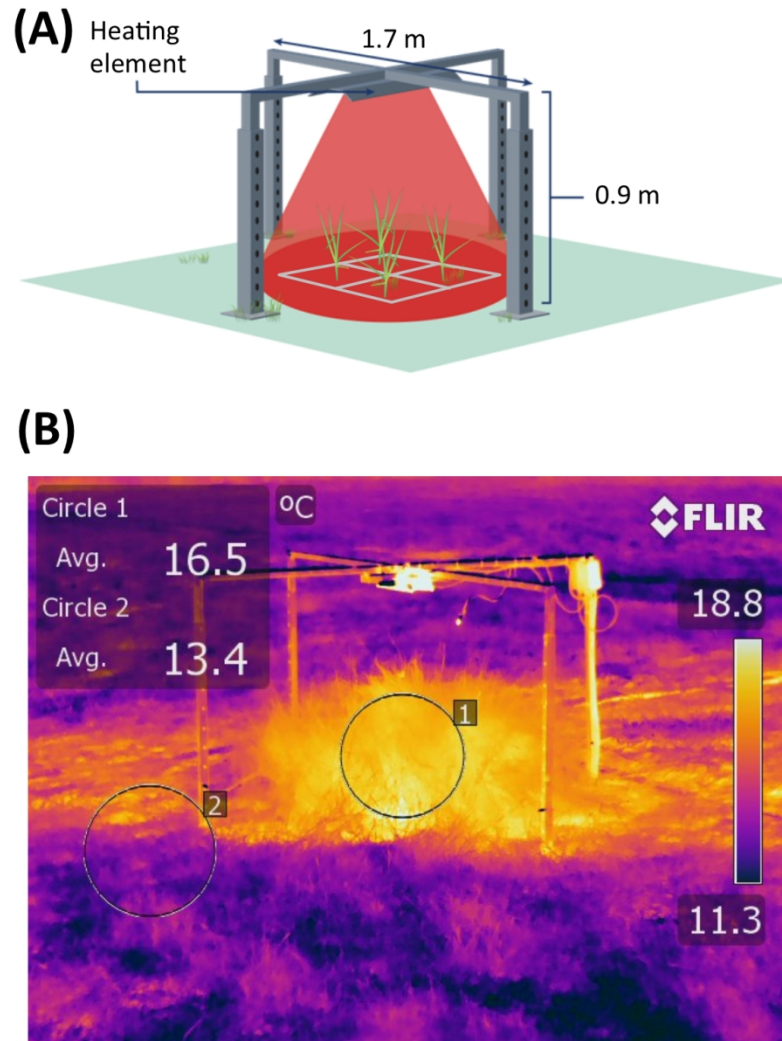 (A)
Heating
element
1.7 m
0.9 m
(B)
Circle 1
ºC
Avg. 16.5
Circle 2
Avg. 13.4
FLIR
18.8
1
2
11.3